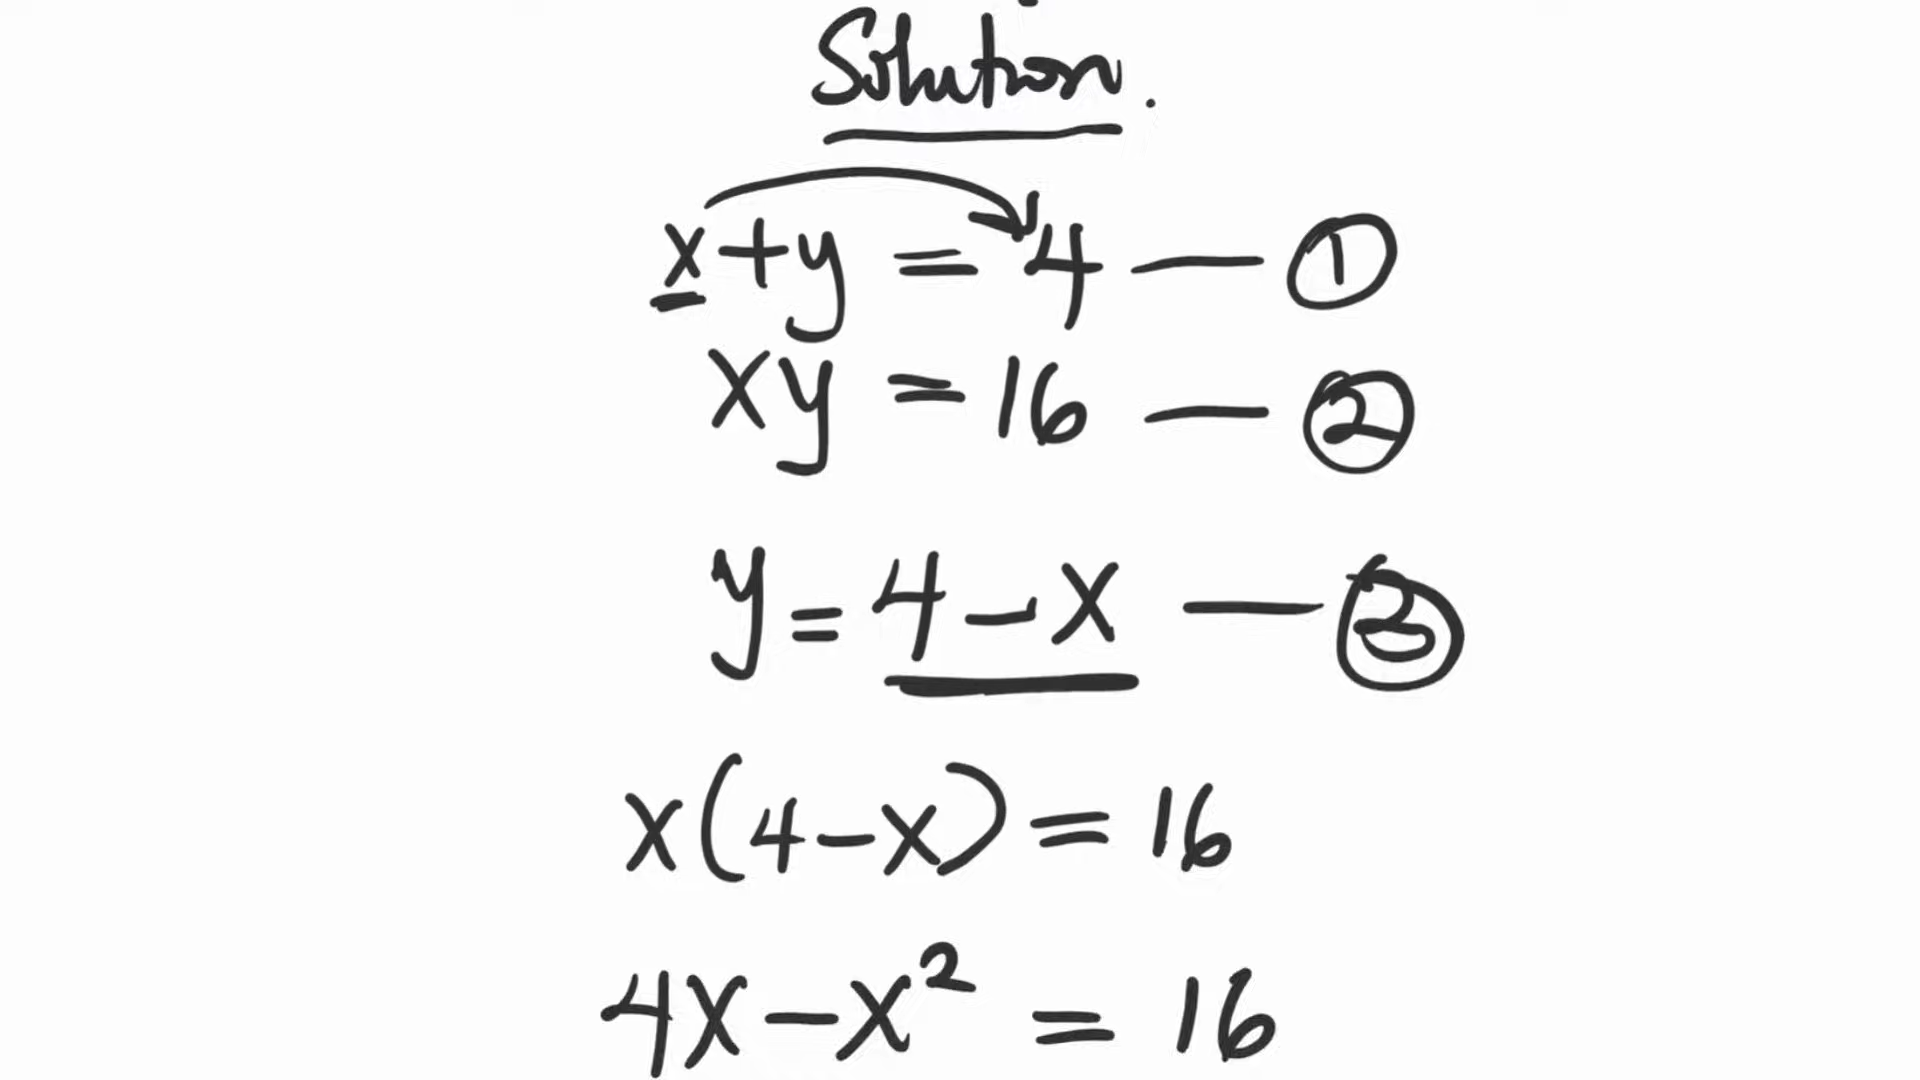 Solution.
x+y = 4 — ①
xy = 16 — ②
y = 4-x — ③
x(4-x) = 16
4x-x² = 16